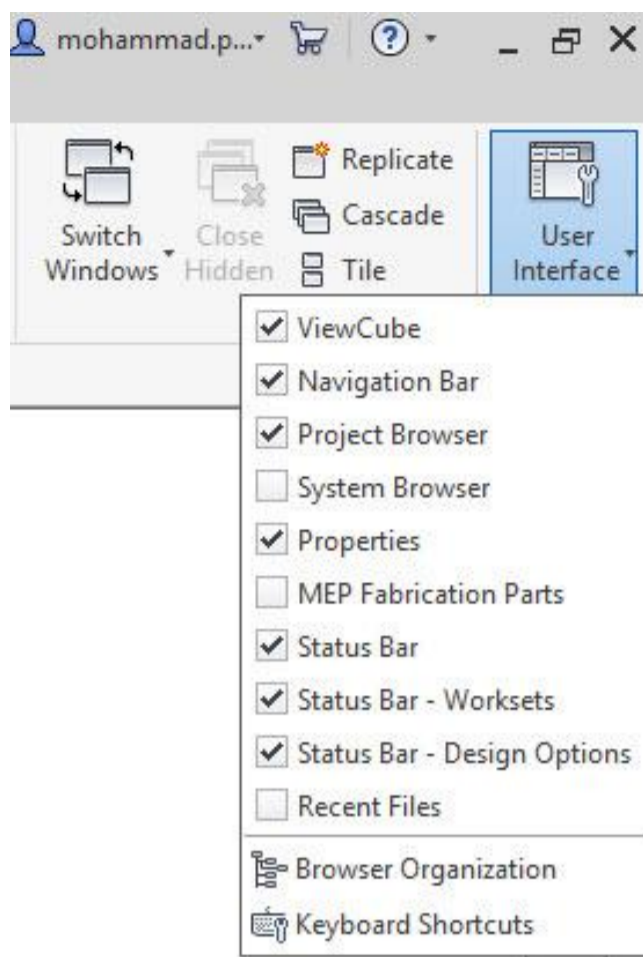 mohammad.p...
Switch
Windows
Close
Hidden
Replicate
Cascade
Tile
User
Interface
ViewCube
Navigation Bar
Project Browser
System Browser
Properties
MEP Fabrication Parts
Status Bar
Status Bar - Worksets
Status Bar - Design Options
Recent Files
Browser Organization
Keyboard Shortcuts